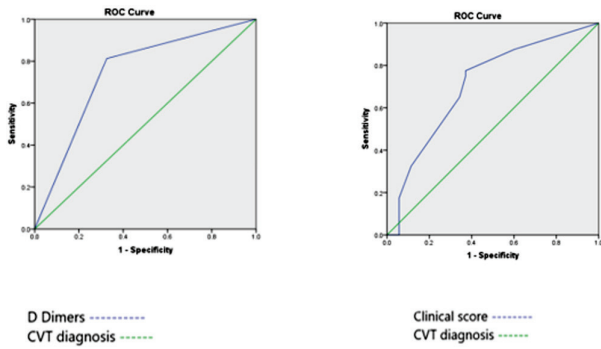 ROC Curve
1.0
0.8
0.6
0.4
0.2
0.0
Sensitivity
0.0 0.2 0.4 0.6 0.8 1.0
1 - Specificity
D Dimers
CVT diagnosis
ROC Curve
1.0
0.8
0.6
0.4
0.2
0.0
Sensitivity
0.0 0.2 0.4 0.6 0.8 1.0
1 - Specificity
Clinical score
CVT diagnosis